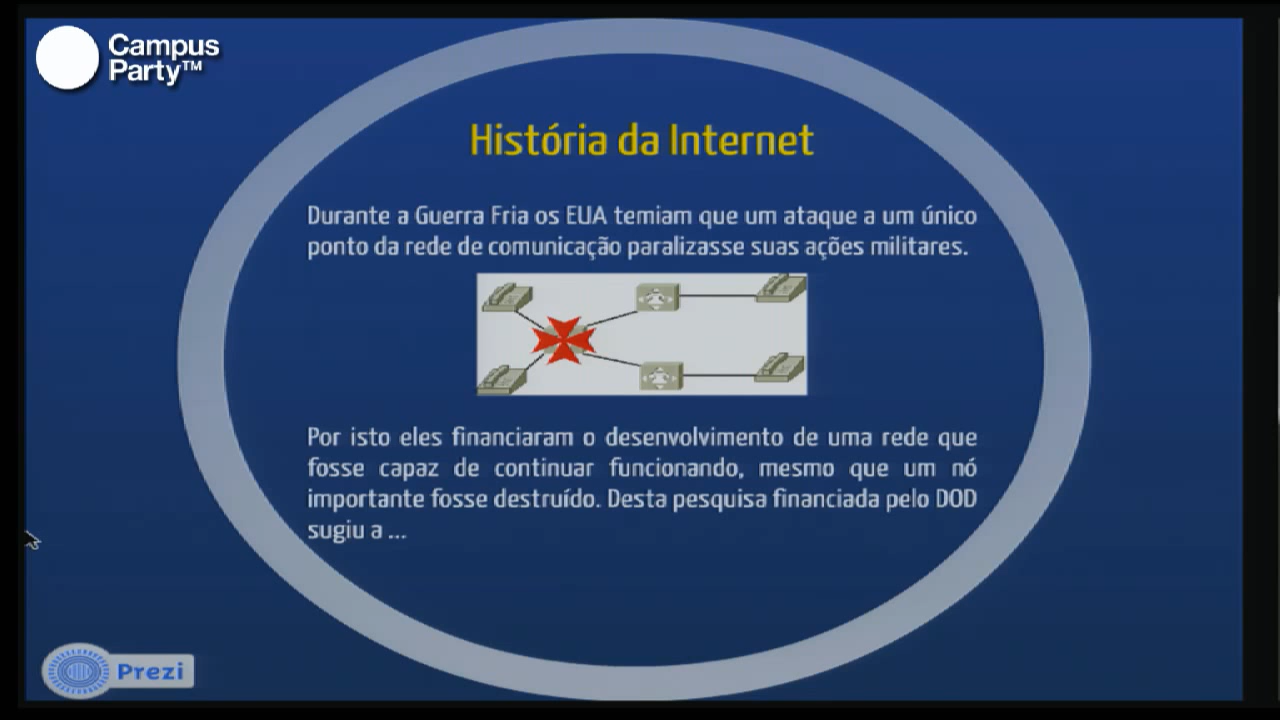 Campus
Party™
História da Internet
Durante a Guerra Fria os EUA temiam que um ataque a um único
ponto da rede de comunicação paralizasse suas ações militares.
Por isto eles financiaram o desenvolvimento de uma rede que
fosse capaz de continuar funcionando, mesmo que um nó
importante fosse destruído. Desta pesquisa financiada pelo DOD
sugiu a ...
Prezi